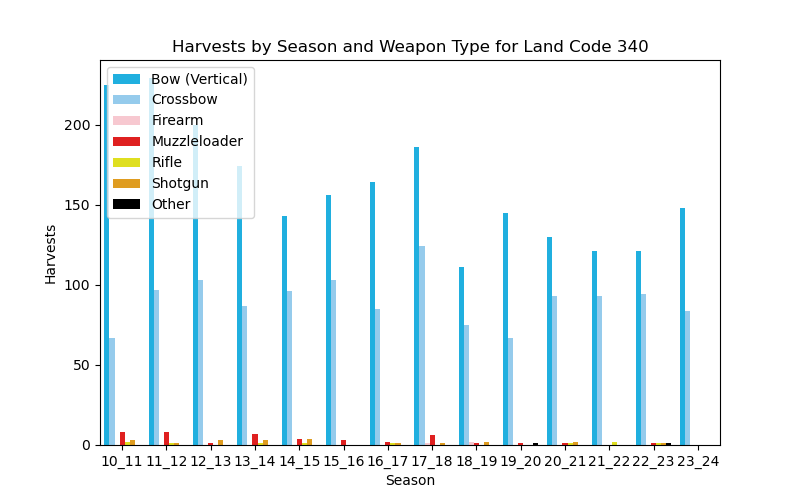 Harvests by Season and Weapon Type for Land Code 340
Bow (Vertical)
Crossbow
Firearm
Muzzleloader
Rifle
Shotgun
Other
200
150
100
50
0
Harvests
10_11 11_12 12_13 13_14 14_15 15_16 16_17 17_18 18_19 19_20 20_21 21_22 22_23 23_24
Season